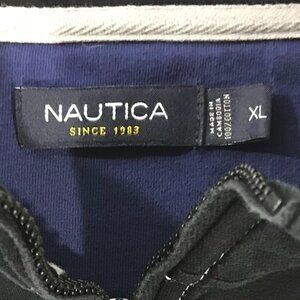 NAUTICA
SINCE 1983
MADE IN
CAMBODIA
100% COTTON
XL